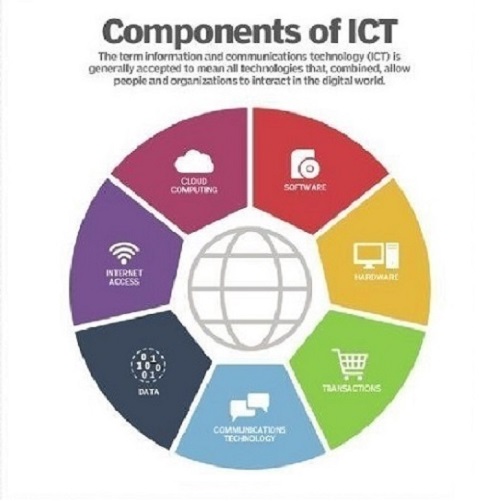 Components of ICT
The term information and communications technology (ICT) is
generally accepted to mean all technologies that, combined, allow
people and organizations to interact in the digital world.
CLOUD
COMPUTING
SOFTWARE
INTERNET
ACCESS
HARDWARE
DATA
TRANSACTIONS
COMMUNICATIONS
TECHNOLOGY